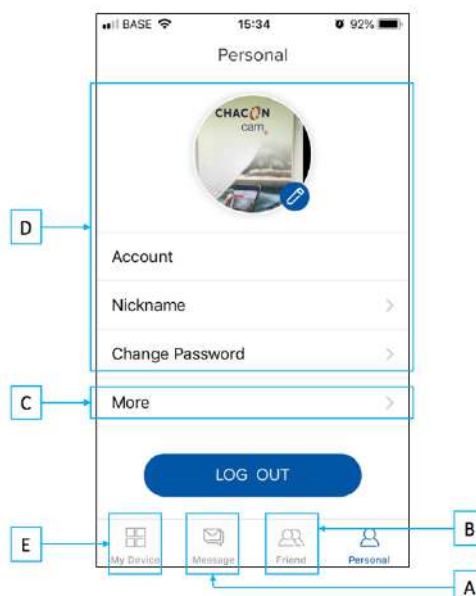 BASE 15:34 92%
Personal
CHACON
cam
D
Account
Nickname
Change Password
C
More
LOG OUT
B
E
My Device Message Friend Personal
A